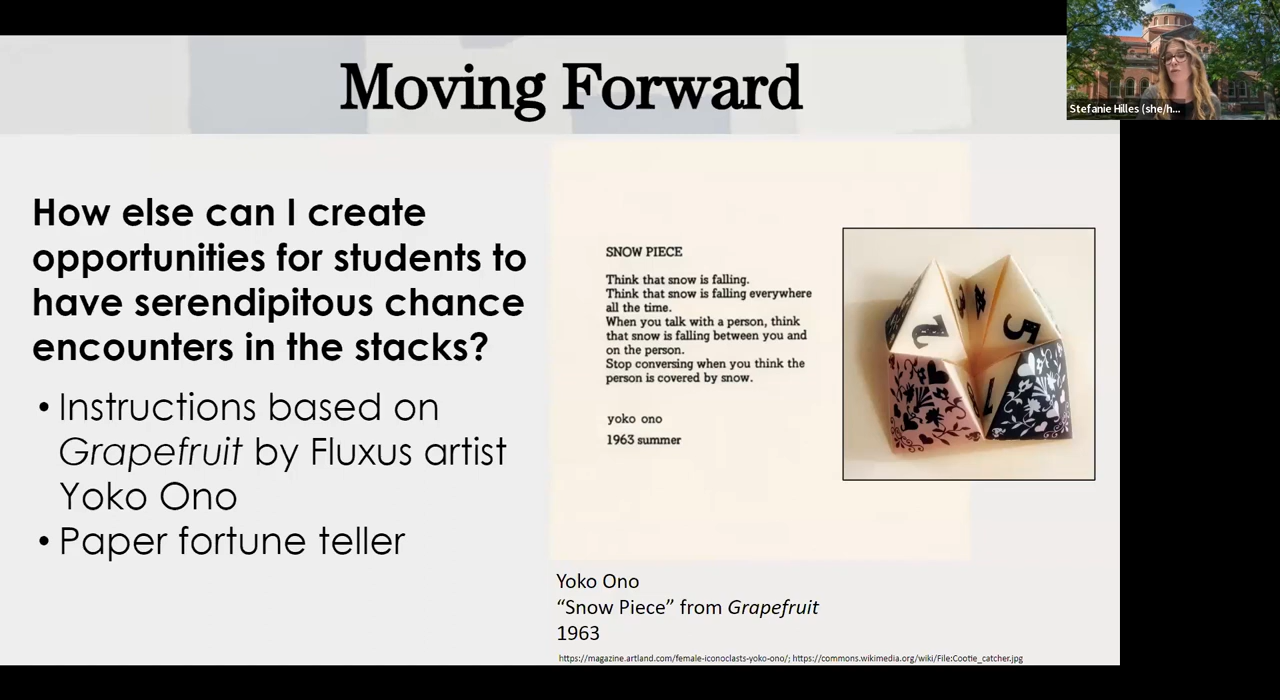 Moving Forward
Stefanie Hilles (she/h...
How else can I create
opportunities for students to
have serendipitous chance
encounters in the stacks?
• Instructions based on
Grapefruit by Fluxus artist
Yoko Ono
• Paper fortune teller
SNOW PIECE
Think that snow is falling.
Think that snow is falling everywhere
all the time.
When you talk with a person, think
that snow is falling between you and
on the person.
Stop conversing when you think the
person is covered by snow.
yoko ono
1963 summer
2
5
Yoko Ono
“Snow Piece” from Grapefruit
1963
https://magazine.artland.com/female-iconoclasts-yoko-ono/; https://commons.wikimedia.org/wiki/File:Cootie_catcher.jpg